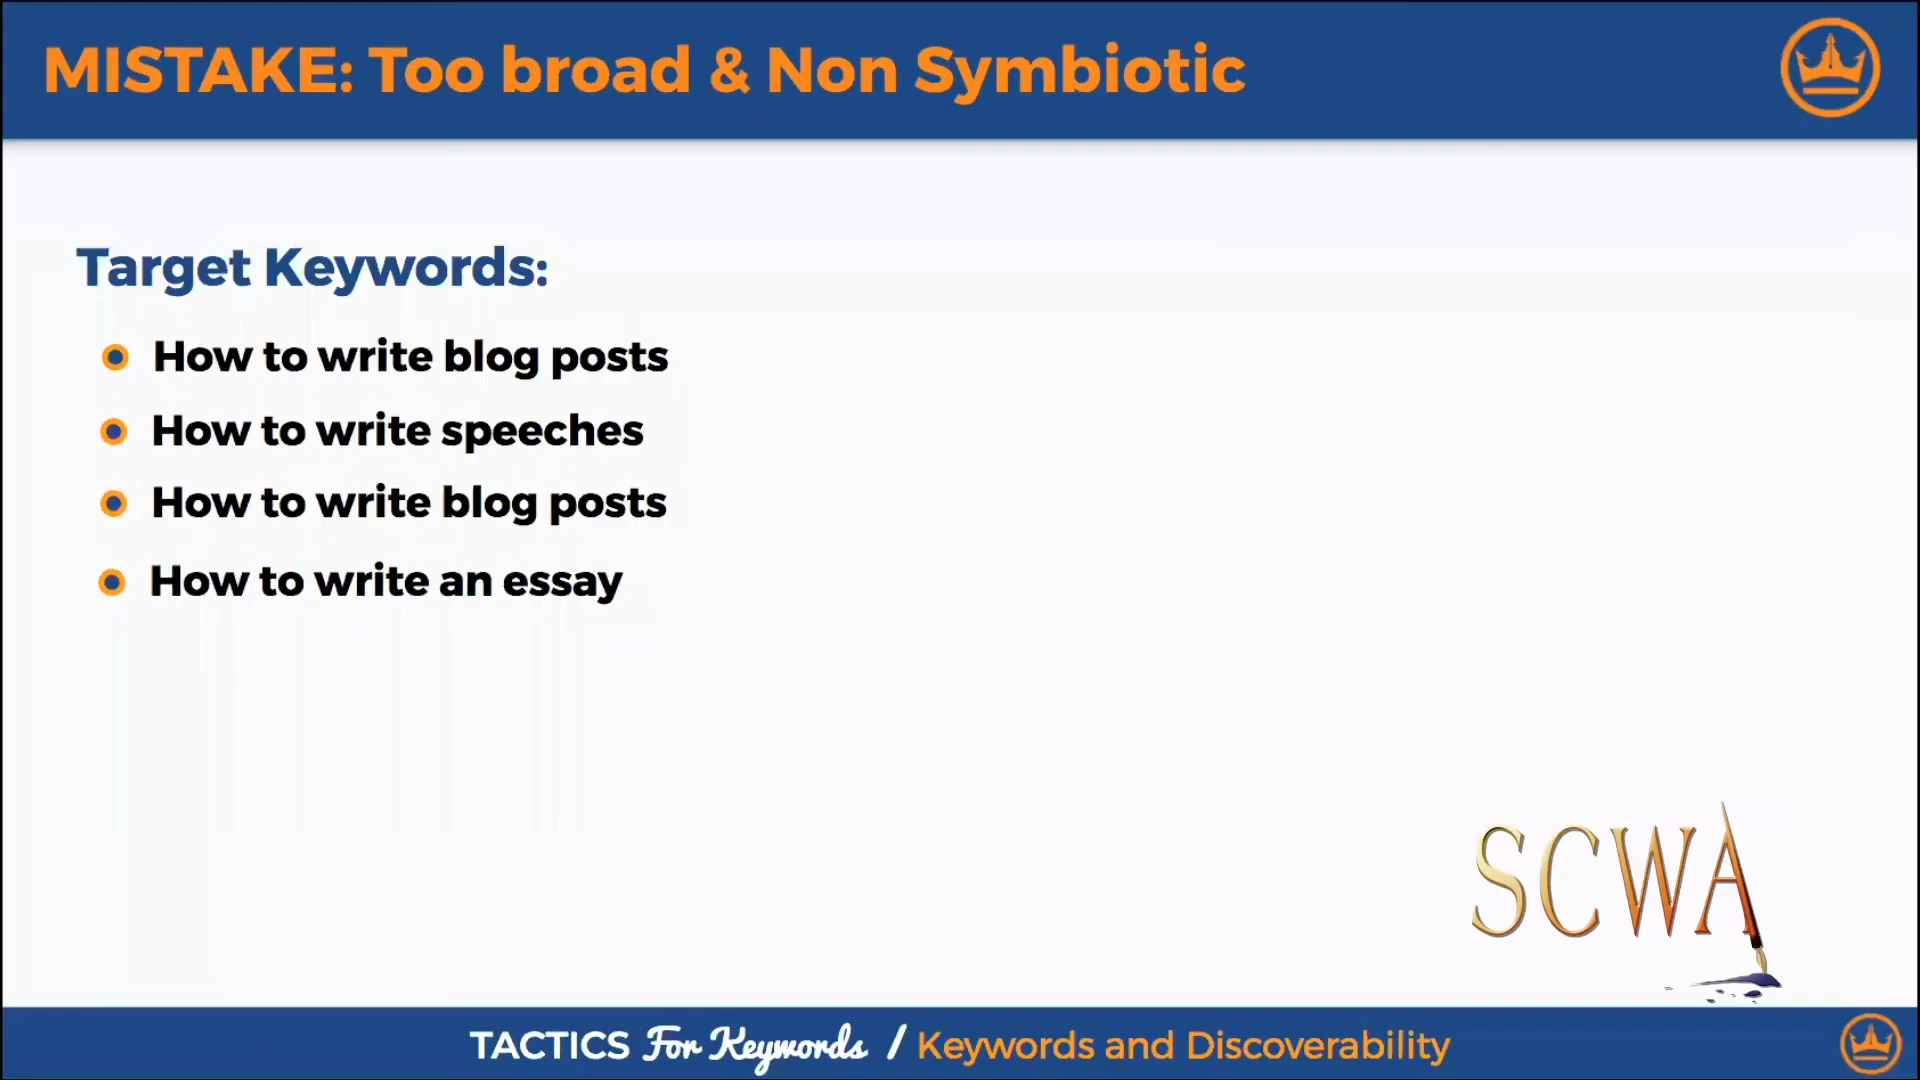 MISTAKE: Too broad & Non Symbiotic
Target Keywords:
How to write blog posts
How to write speeches
How to write blog posts
How to write an essay
SCWA
TACTICS For Keywords / Keywords and Discoverability